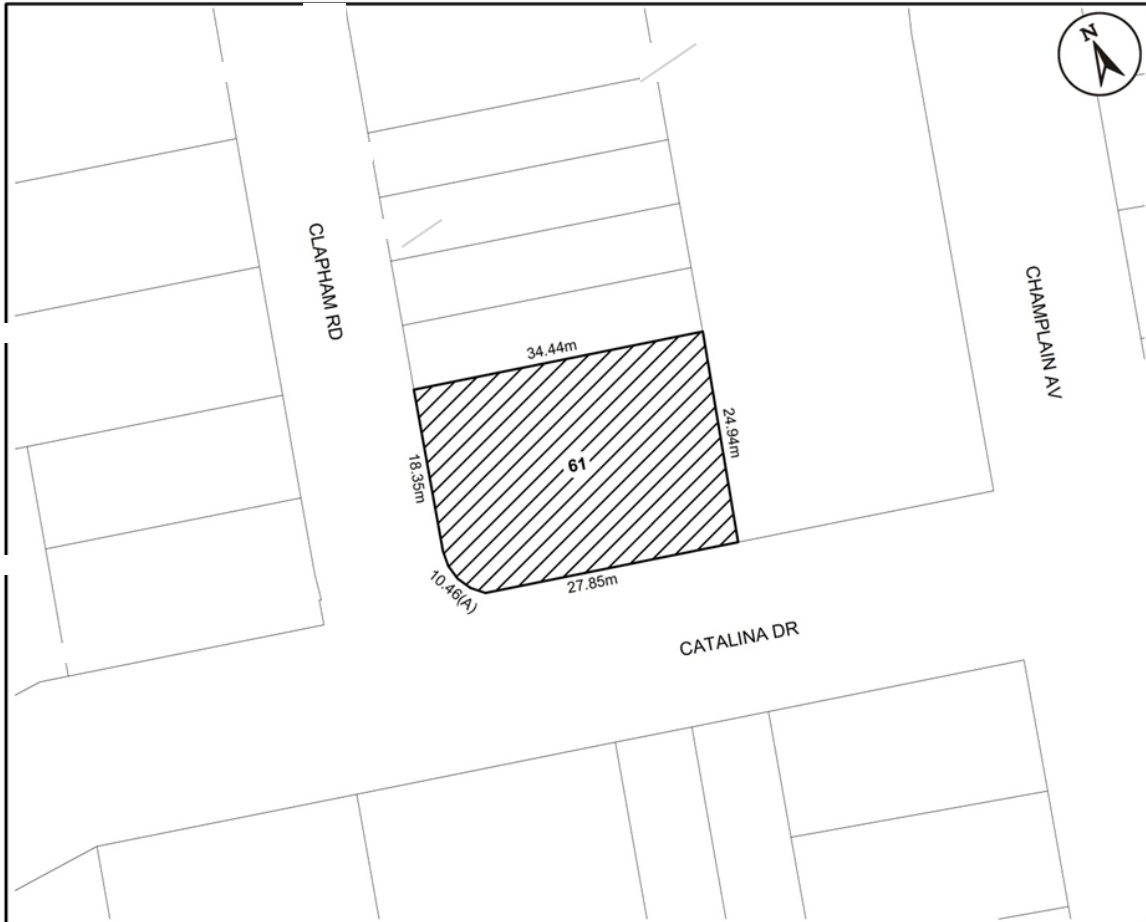 N
CLAPHAM RD
CHAMPLAIN AV
34.44m
24.94m
18.35m
61
10.46(A)
27.85m
CATALINA DR